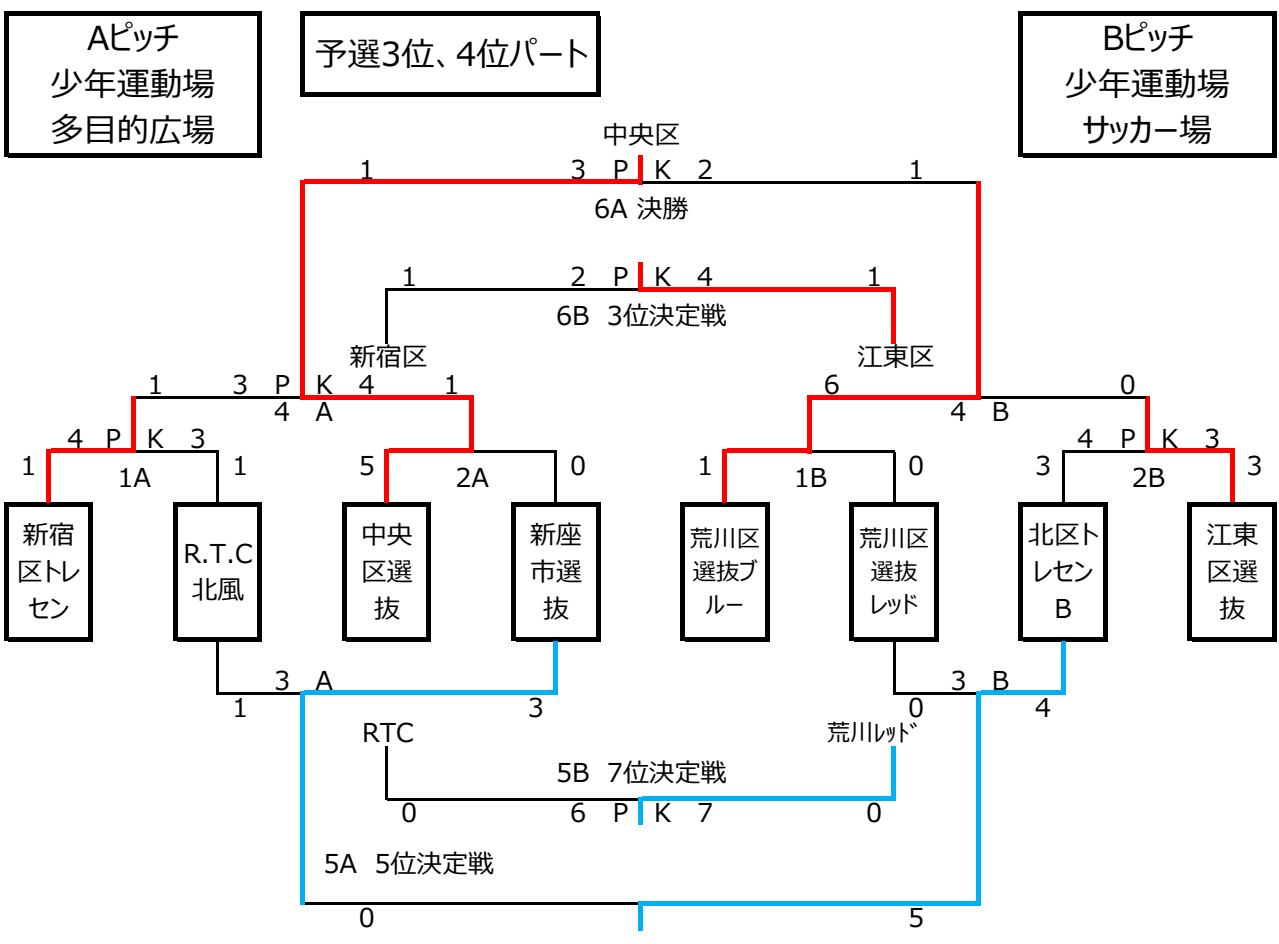 Aピッチ
少年運動場
多目的広場
予選3位、4位パート
Bピッチ
少年運動場
サッカー場
中央区
1 3 P K 2 1
6A 決勝
1 2 P K 4 1
6B 3位決定戦
新宿区 江東区
1 3 P K 4 1 6 0
4 A 4 B
4 P K 3 4 P K 3
1 1 5 0 1 0 3 3
1A 2A 1B 2B
新宿
区トレ
セン
R.T.C
北風
中央
区選
抜
新座
市選
抜
荒川区
選抜ブ
ルー
荒川区
選抜
レッド
北区ト
レセン
B
江東
区選
抜
3 A 3 B
1 3 0 4
RTC 荒川ﾚｯﾄﾞ
5B 7位決定戦
0 6 P K 7 0
5A 5位決定戦
0 5